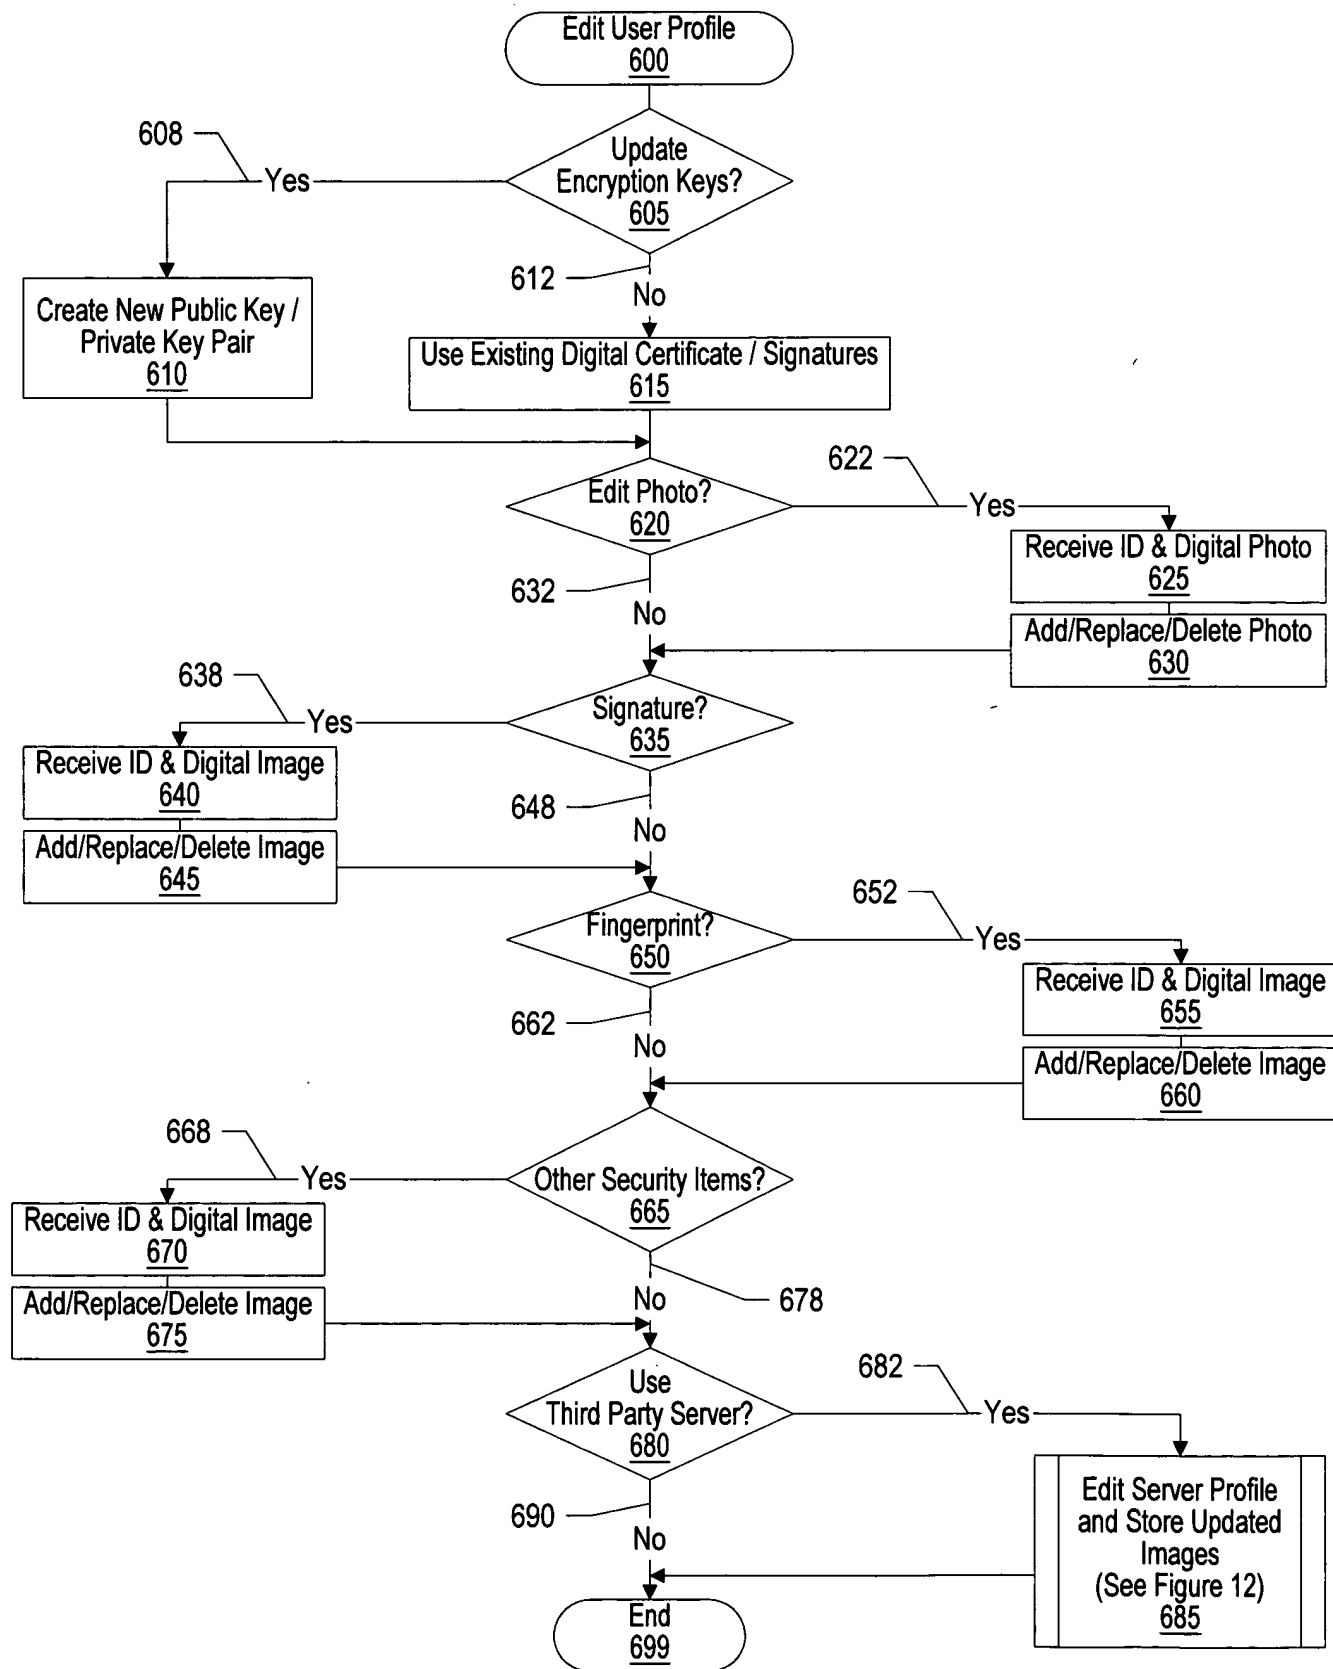 Edit User Profile
600
608
Yes
Update
Encryption Keys?
605
612
No
Create New Public Key /
Private Key Pair
610
Use Existing Digital Certificate / Signatures
615
622
Yes
Edit Photo?
620
Receive ID & Digital Photo
625
632
No
Add/Replace/Delete Photo
630
638
Yes
Signature?
635
Receive ID & Digital Image
640
648
No
Add/Replace/Delete Image
645
652
Yes
Fingerprint?
650
Receive ID & Digital Image
655
662
No
Add/Replace/Delete Image
660
668
Yes
Other Security Items?
665
Receive ID & Digital Image
670
No
678
Add/Replace/Delete Image
675
682
Yes
Use
Third Party Server?
680
690
No
Edit Server Profile
and Store Updated
Images
(See Figure 12)
685
End
699